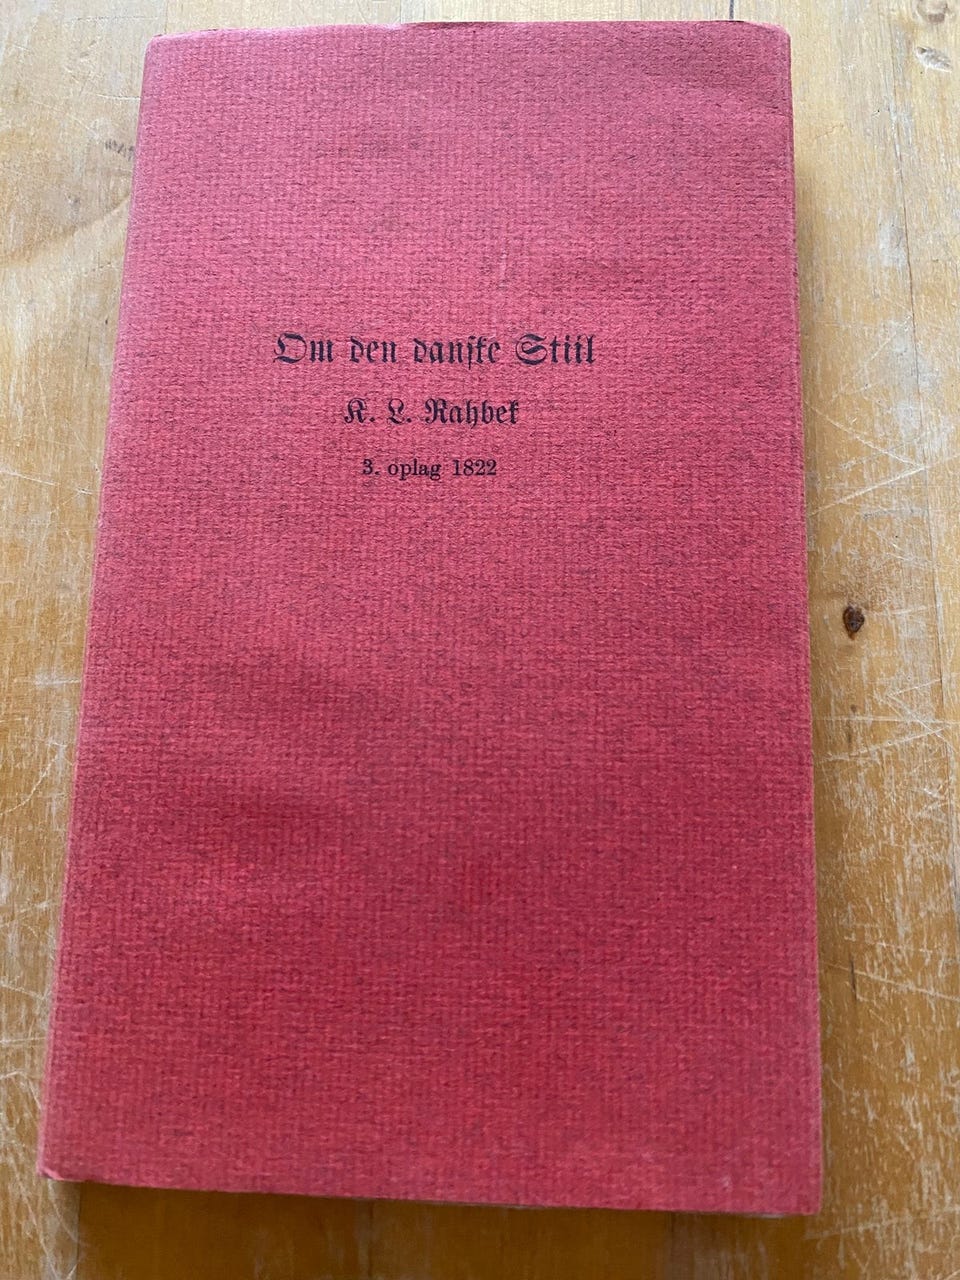 Om den danske Stiil
K. L. Rahbek
3. oplag 1822